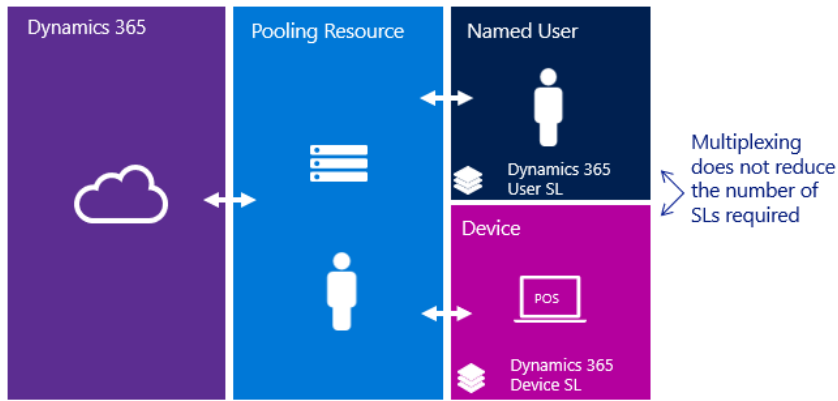 Dynamics 365
Pooling Resource
Named User
Dynamics 365
User SL
Multiplexing
does not reduce
the number of
SLs required
Device
POS
Dynamics 365
Device SL